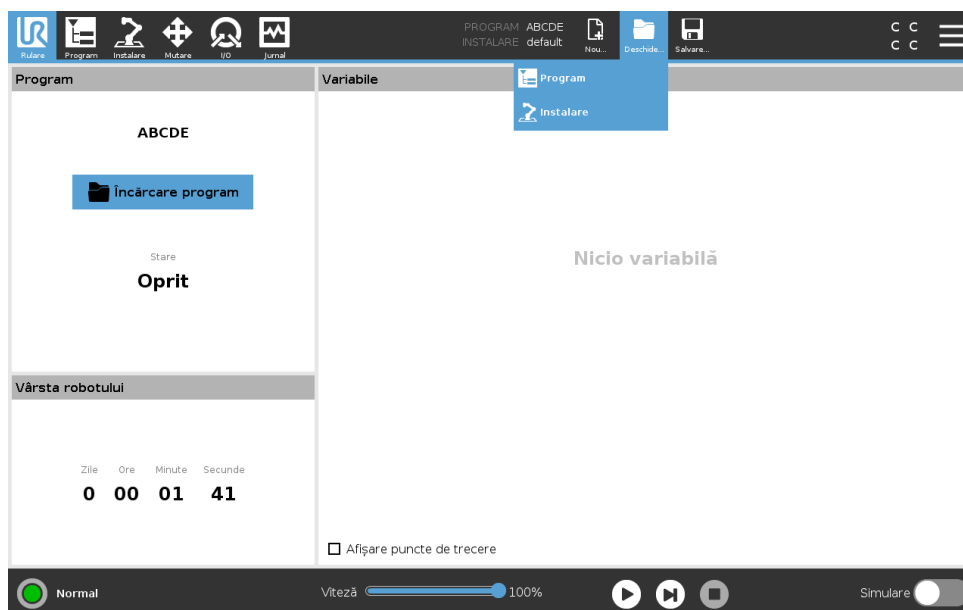 UR
PROGRAM ABCDE
INSTALARE default
C C
C C
Rulare Program Instalare Mutare I/O Jurnal Nou... Deschide... Salvare...
Program
Instalare
Program
ABCDE
Încărcare program
Stare
Oprit
Variabile
Nicio variabilă
Vârsta robotului
Zile Ore Minute Secunde
0 00 01 41
Afișare puncte de trecere
Normal Viteză 100% Simulare